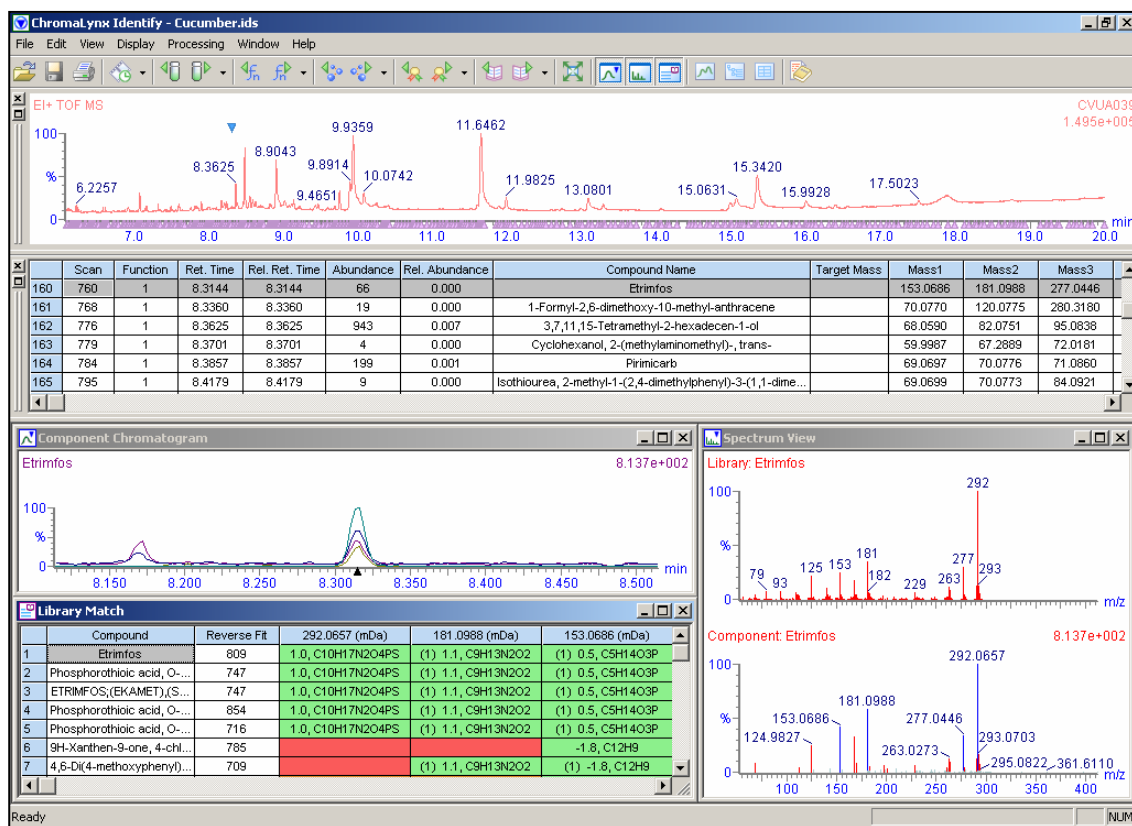 ChromaLynx Identify - Cucumber.ids
File Edit View Display Processing Window Help
EI+ TOF MS CVUA039
1.495e+005
100
%
0
6.2257 8.3625 8.9043 9.4651 9.8914 9.9359 10.0742 11.6462 11.9825 13.0801 15.0631 15.3420 15.9928 17.5023
7.0 8.0 9.0 10.0 11.0 12.0 13.0 14.0 15.0 16.0 17.0 18.0 19.0 20.0 min
Scan Function Ret. Time Rel. Ret. Time Abundance Rel. Abundance Compound Name Target Mass Mass1 Mass2 Mass3
160 760 1 8.3144 8.3144 66 0.000 Etrimfos 153.0686 181.0988 277.0446
161 768 1 8.3360 8.3360 19 0.000 1-Formyl-2,6-dimethoxy-10-methyl-anthracene 70.0770 120.0775 280.3180
162 776 1 8.3625 8.3625 943 0.007 3,7,11,15-Tetramethyl-2-hexadecen-1-ol 68.0590 82.0751 95.0838
163 779 1 8.3701 8.3701 4 0.000 Cyclohexanol, 2-(methylaminomethyl)-, trans- 59.9987 67.2889 72.0181
164 784 1 8.3857 8.3857 199 0.001 Pirimicarb 69.0697 70.0776 71.0860
165 795 1 8.4179 8.4179 9 0.000 Isothiourea, 2-methyl-1-(2,4-dimethylphenyl)-3-(1,1-dime... 69.0699 70.0773 84.0921
Component Chromatogram
Etrimfos 8.137e+002
100
%
0
8.150 8.200 8.250 8.300 8.350 8.400 8.450 8.500 min
Library Match
Compound Reverse Fit 292.0657 (mDa) 181.0988 (mDa) 153.0686 (mDa)
1 Etrimfos 809 1.0, C10H17N2O4PS (1) 1.1, C9H13N2O2 (1) 0.5, C5H14O3P
2 Phosphorothioic acid, O-... 747 1.0, C10H17N2O4PS (1) 1.1, C9H13N2O2 (1) 0.5, C5H14O3P
3 ETRIMFOS;(EKAMET),(S... 747 1.0, C10H17N2O4PS (1) 1.1, C9H13N2O2 (1) 0.5, C5H14O3P
4 Phosphorothioic acid, O-... 854 1.0, C10H17N2O4PS (1) 1.1, C9H13N2O2 (1) 0.5, C5H14O3P
5 Phosphorothioic acid, O-... 716 1.0, C10H17N2O4PS (1) 1.1, C9H13N2O2 (1) 0.5, C5H14O3P
6 9H-Xanthen-9-one, 4-chl... 785 -1.8, C12H9
7 4,6-Di(4-methoxyphenyl)... 709 (1) 1.1, C9H13N2O2 (1) -1.8, C12H9
Spectrum View
Library: Etrimfos
100
%
0
79 93 125 153 181 182 229 263 277 292 293
m/z
Component: Etrimfos 8.137e+002
100
%
0
124.9827 153.0686 181.0988 263.0273 277.0446 292.0657 293.0703 295.0822 361.6110
100 150 200 250 300 350 400 m/z
Ready NUM